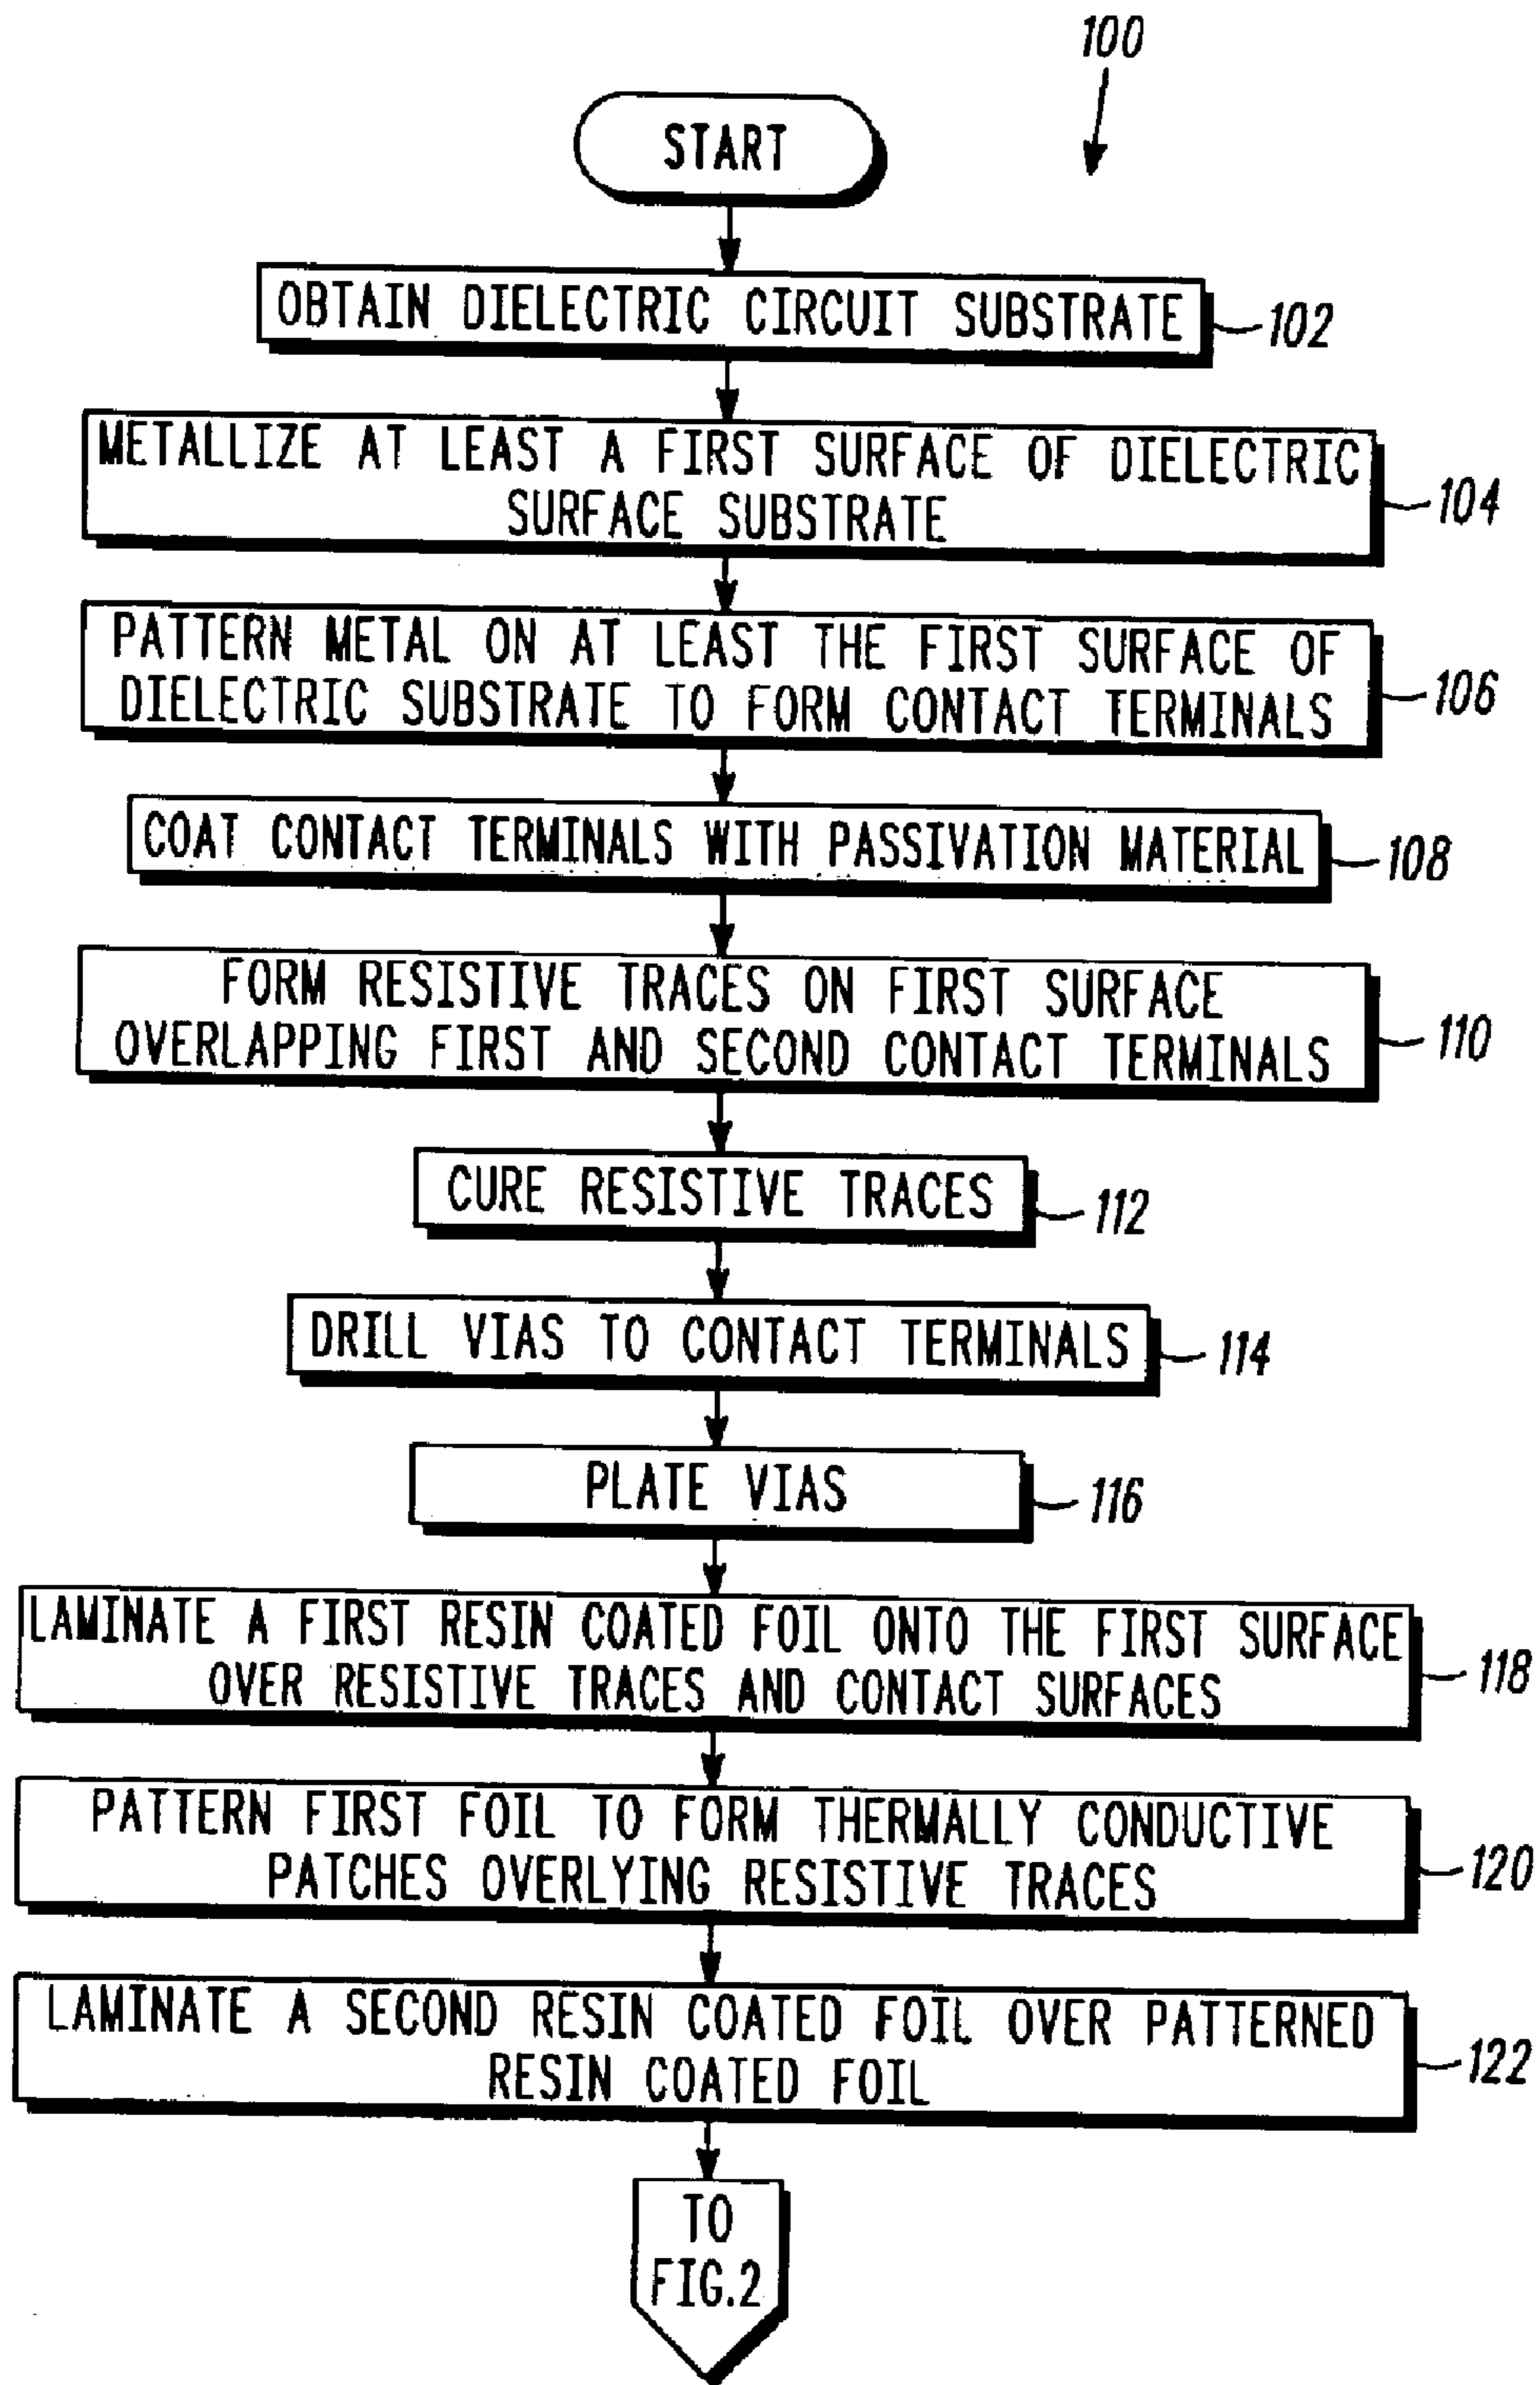 100
START
OBTAIN DIELECTRIC CIRCUIT SUBSTRATE
102
METALLIZE AT LEAST A FIRST SURFACE OF DIELECTRIC
SURFACE SUBSTRATE
104
PATTERN METAL ON AT LEAST THE FIRST SURFACE OF
DIELECTRIC SUBSTRATE TO FORM CONTACT TERMINALS
106
COAT CONTACT TERMINALS WITH PASSIVATION MATERIAL
108
FORM RESISTIVE TRACES ON FIRST SURFACE
OVERLAPPING FIRST AND SECOND CONTACT TERMINALS
110
CURE RESISTIVE TRACES
112
DRILL VIAS TO CONTACT TERMINALS
114
PLATE VIAS
116
LAMINATE A FIRST RESIN COATED FOIL ONTO THE FIRST SURFACE
OVER RESISTIVE TRACES AND CONTACT SURFACES
118
PATTERN FIRST FOIL TO FORM THERMALLY CONDUCTIVE
PATCHES OVERLYING RESISTIVE TRACES
120
LAMINATE A SECOND RESIN COATED FOIL OVER PATTERNED
RESIN COATED FOIL
122
TO
FIG.2